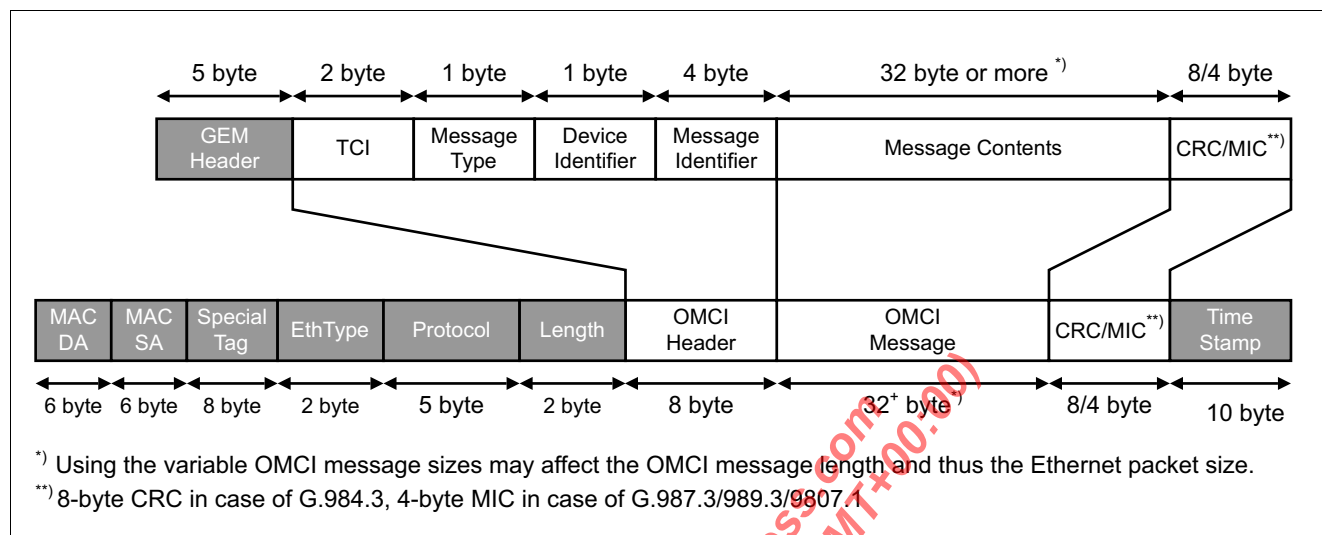 5 byte 2 byte 1 byte 1 byte 4 byte 32 byte or more *) 8/4 byte
GEM Header TCI Message Type Device Identifier Message Identifier Message Contents CRC/MIC**)
MAC DA MAC SA Special Tag EthType Protocol Length OMCI Header OMCI Message CRC/MIC**) Time Stamp
6 byte 6 byte 8 byte 2 byte 5 byte 2 byte 8 byte 32+ byte*) 8/4 byte 10 byte
*) Using the variable OMCI message sizes may affect the OMCI message length and thus the Ethernet packet size.
**) 8-byte CRC in case of G.984.3, 4-byte MIC in case of G.987.3/989.3/9807.1
ss.com
MT+00:00)